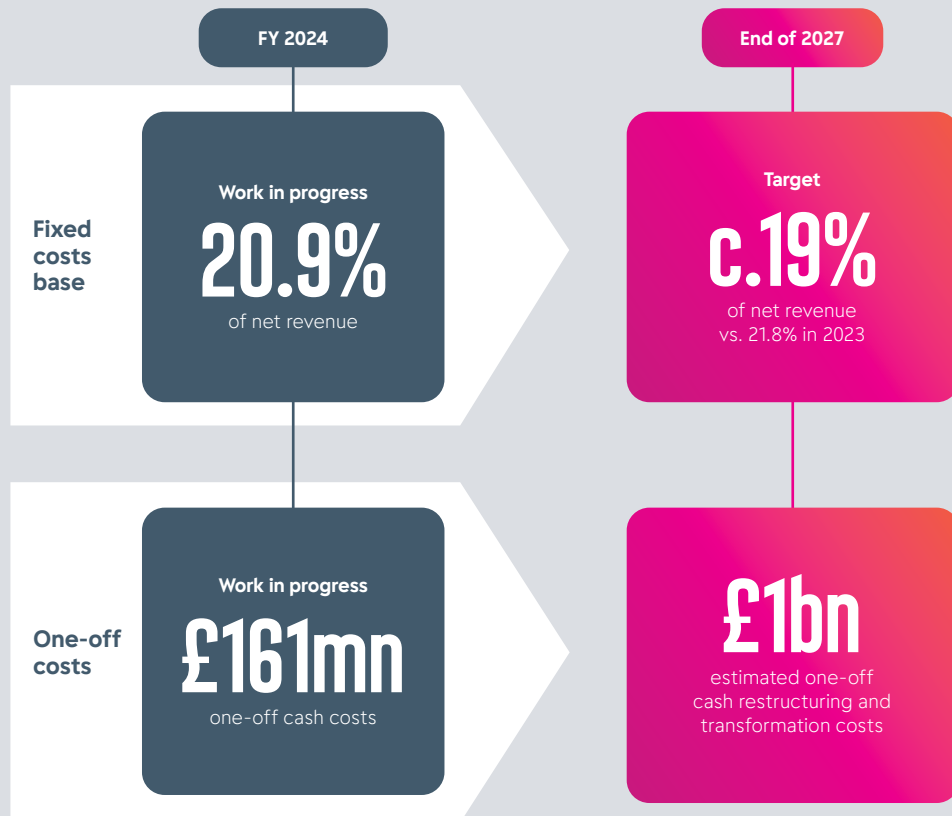 FY 2024
End of 2027
Fixed
costs
base
Work in progress
20.9%
of net revenue
Target
c.19%
of net revenue
vs. 21.8% in 2023
One-off
costs
Work in progress
£161mn
one-off cash costs
£1bn
estimated one-off
cash restructuring and
transformation costs